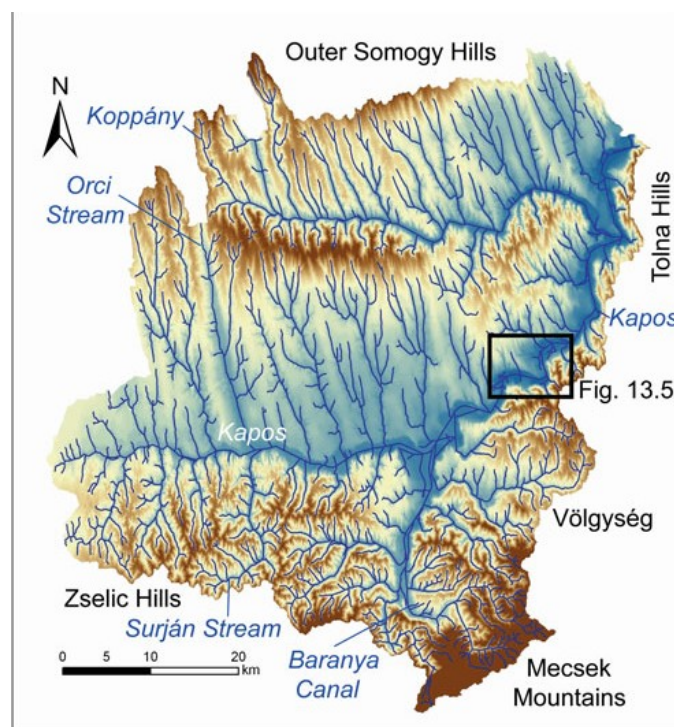 Outer Somogy Hills
N
Koppány
Orci
Stream
Tolna Hills
Kapos
Fig. 13.5
Kapos
Völgység
Zselic Hills
Surján Stream
Baranya
Canal
Mecsek
Mountains
0 10 20
km